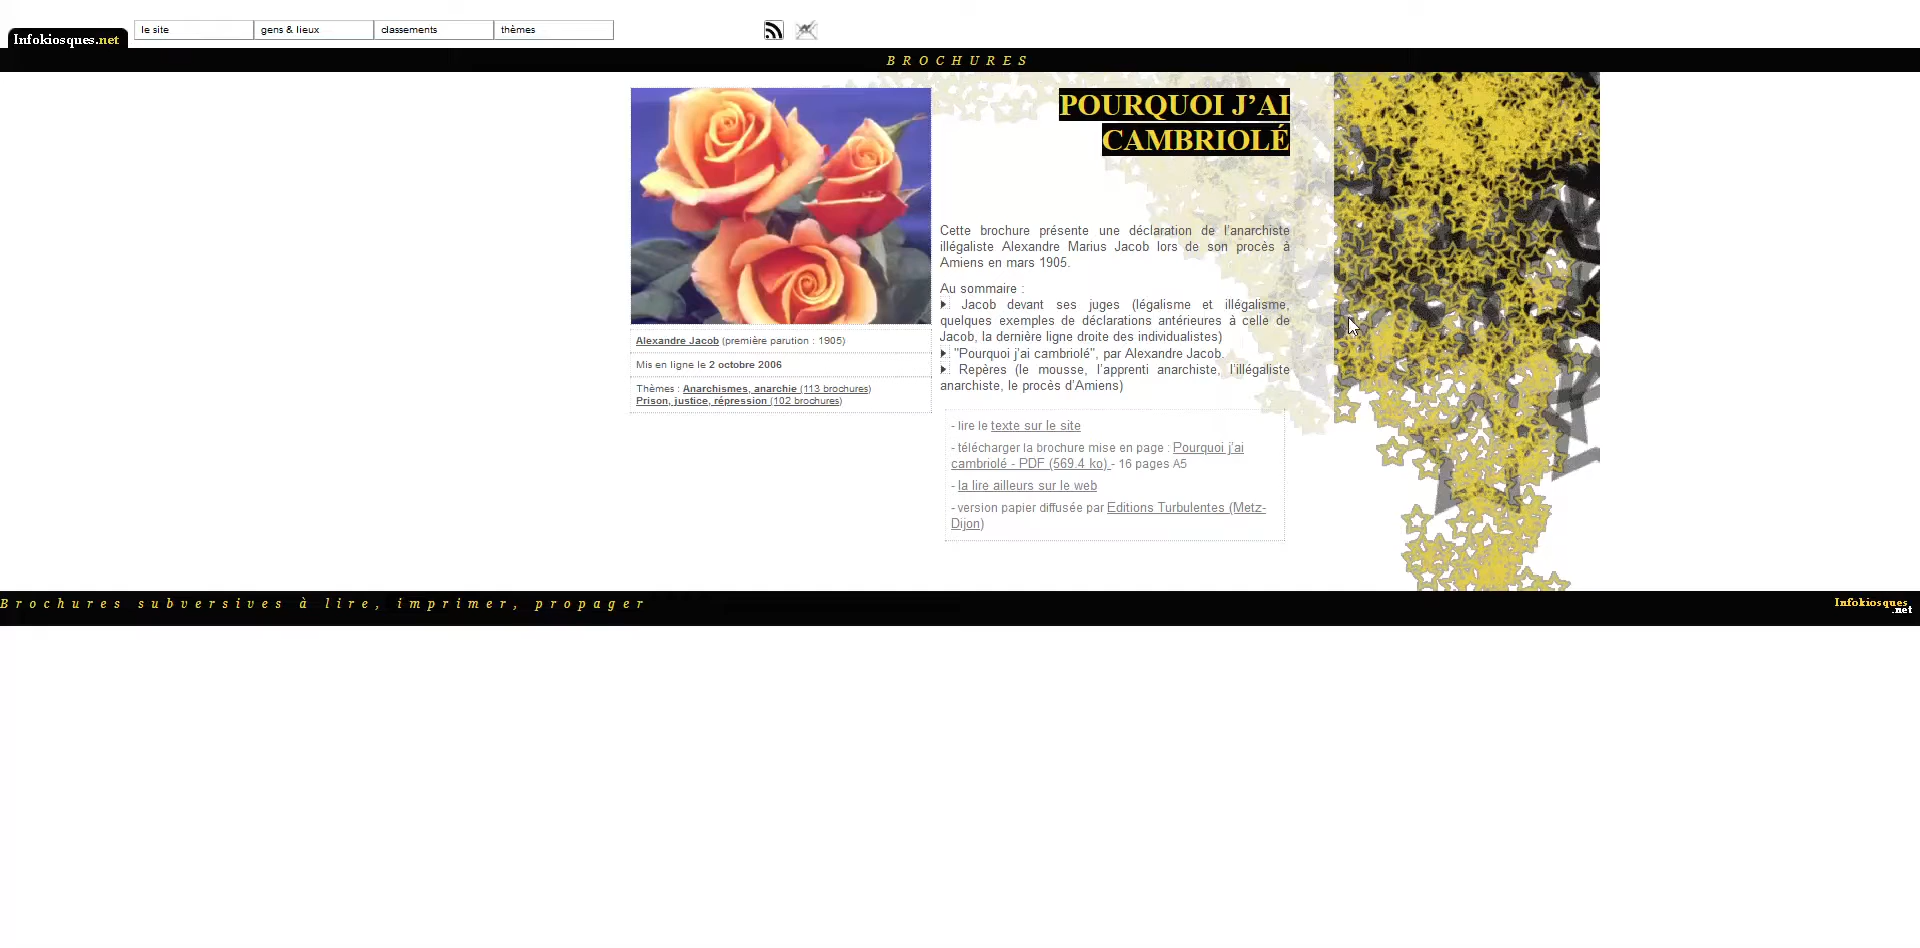 le site
gens & lieux
classements
thèmes
Infokiosques.net
BROCHURES
POURQUOI J’AI
CAMBRIOLÉ
Cette brochure présente une déclaration de l’anarchiste
illégaliste Alexandre Marius Jacob lors de son procès à
Amiens en mars 1905.
Au sommaire :
Jacob devant ses juges (légalisme et illégalisme,
quelques exemples de déclarations antérieures à celle de
Jacob, la dernière ligne droite des individualistes)
"Pourquoi j’ai cambriolé", par Alexandre Jacob.
Repères (le mousse, l’apprenti anarchiste, l’illégaliste
anarchiste, le procès d’Amiens)
Alexandre Jacob (première parution : 1905)
Mis en ligne le 2 octobre 2006
Thèmes : Anarchismes, anarchie (113 brochures)
Prison, justice, répression (102 brochures)
- lire le texte sur le site
- télécharger la brochure mise en page : Pourquoi j’ai
cambriolé - PDF (569.4 ko) - 16 pages A5
- la lire ailleurs sur le web
- version papier diffusée par Editions Turbulentes (Metz-
Dijon)
Brochures subversives à lire, imprimer, propager
Infokiosques
.net